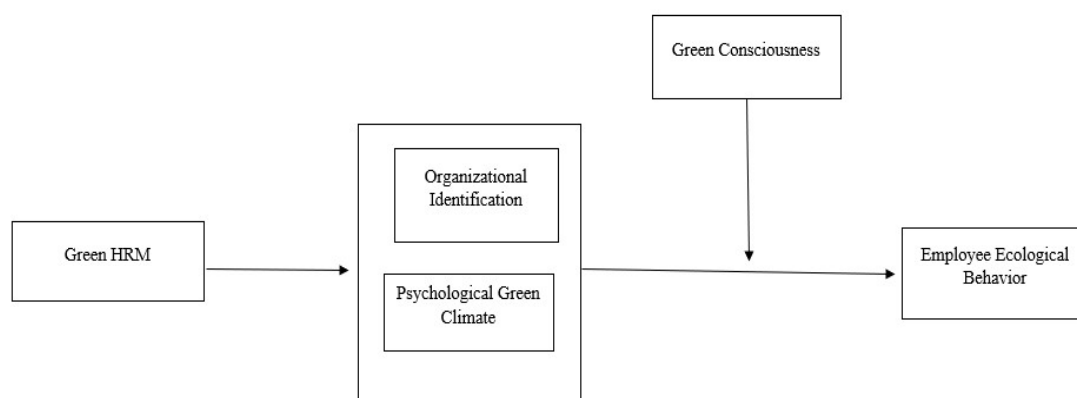 Green Consciousness
Organizational
Identification
Green HRM
Employee Ecological
Behavior
Psychological Green
Climate